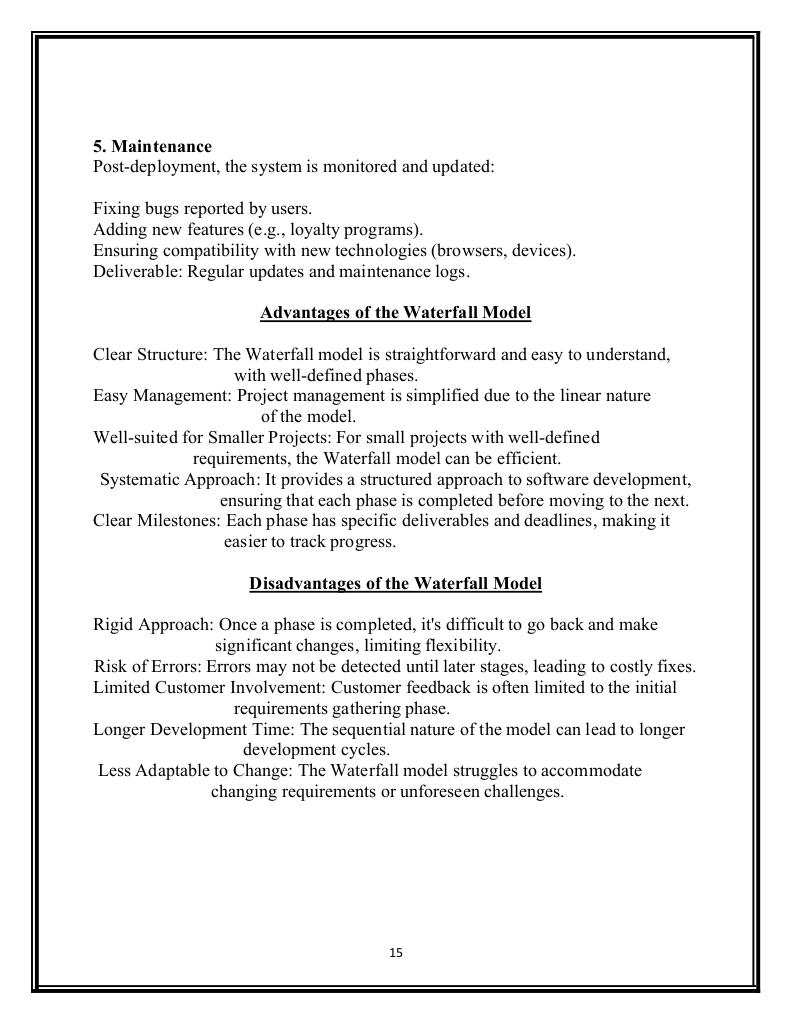 5. Maintenance
Post-deployment, the system is monitored and updated:
Fixing bugs reported by users.
Adding new features (e.g., loyalty programs).
Ensuring compatibility with new technologies (browsers, devices).
Deliverable: Regular updates and maintenance logs.
Advantages of the Waterfall Model
Clear Structure: The Waterfall model is straightforward and easy to understand,
with well-defined phases.
Easy Management: Project management is simplified due to the linear nature
of the model.
Well-suited for Smaller Projects: For small projects with well-defined
requirements, the Waterfall model can be efficient.
Systematic Approach: It provides a structured approach to software development,
ensuring that each phase is completed before moving to the next.
Clear Milestones: Each phase has specific deliverables and deadlines, making it
easier to track progress.
Disadvantages of the Waterfall Model
Rigid Approach: Once a phase is completed, it's difficult to go back and make
significant changes, limiting flexibility.
Risk of Errors: Errors may not be detected until later stages, leading to costly fixes.
Limited Customer Involvement: Customer feedback is often limited to the initial
requirements gathering phase.
Longer Development Time: The sequential nature of the model can lead to longer
development cycles.
Less Adaptable to Change: The Waterfall model struggles to accommodate
changing requirements or unforeseen challenges.
15